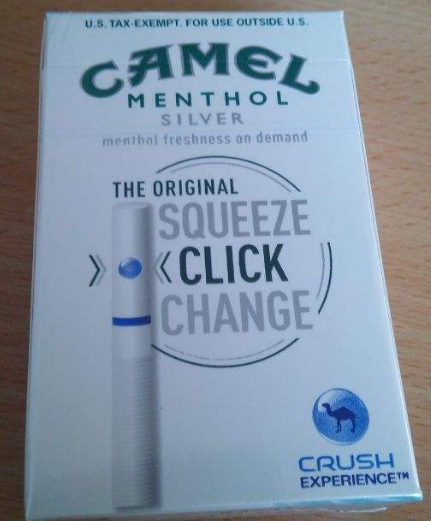 U.S. TAX-EXEMPT. FOR USE OUTSIDE U.S.
CAMEL
MENTHOL
SILVER
menthol freshness on demand
THE ORIGINAL
SQUEEZE
CLICK
CHANGE
CRUSH
EXPERIENCE™